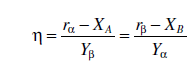 η = (r_α − X_A) / Y_β = (r_β − X_B) / Y_α